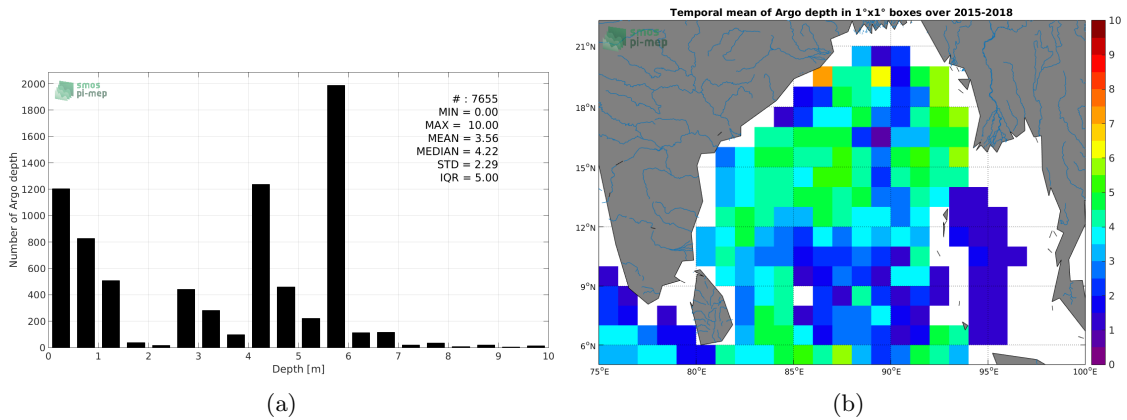 smos
pi-mep
# : 7655
MIN = 0.00
MAX = 10.00
MEAN = 3.56
MEDIAN = 4.22
STD = 2.29
IQR = 5.00
Number of Argo depth
2000
1800
1600
1400
1200
1000
800
600
400
200
0
0 1 2 3 4 5 6 7 8 9 10
Depth [m]
(a)
Temporal mean of Argo depth in 1°x1° boxes over 2015-2018
smos
pi-mep
21°N
18°N
15°N
12°N
9°N
6°N
75°E 80°E 85°E 90°E 95°E 100°E
10
9
8
7
6
5
4
3
2
1
0
(b)